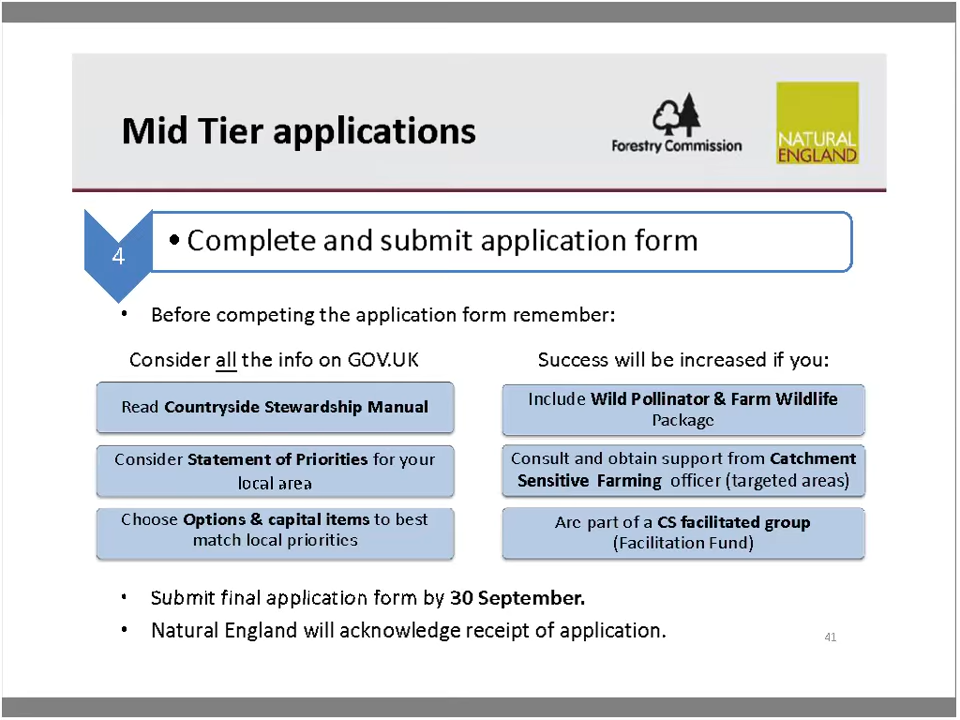 Mid Tier applications
Forestry Commission
NATURAL
ENGLAND
4
• Complete and submit application form
• Before competing the application form remember:
Consider all the info on GOV.UK
Read Countryside Stewardship Manual
Consider Statement of Priorities for your
local area
Choose Options & capital items to best
match local priorities
Success will be increased if you:
Include Wild Pollinator & Farm Wildlife
Package
Consult and obtain support from Catchment
Sensitive Farming officer (targeted areas)
Are part of a CS facilitated group
(Facilitation Fund)
• Submit final application form by 30 September.
• Natural England will acknowledge receipt of application.
41